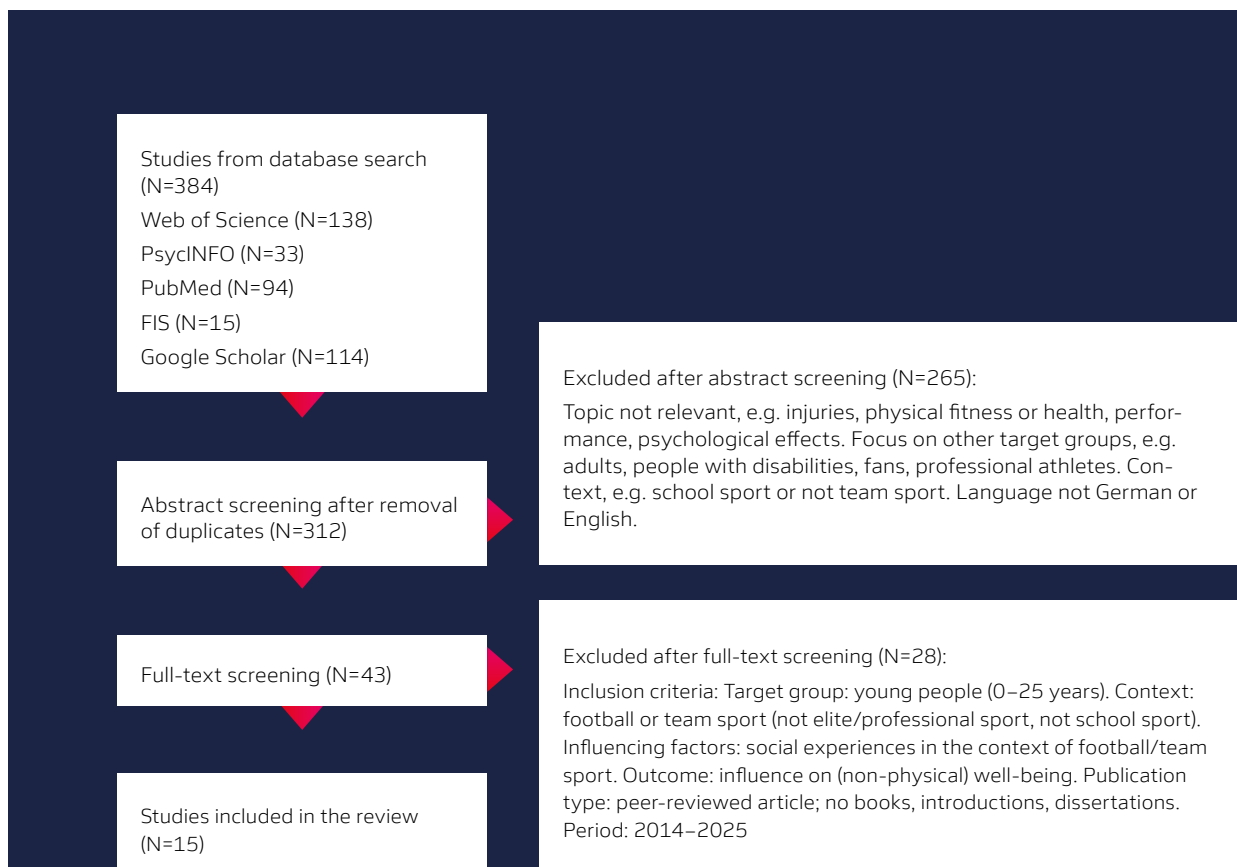 Studies from database search
(N=384)
Web of Science (N=138)
PsycINFO (N=33)
PubMed (N=94)
FIS (N=15)
Google Scholar (N=114)
Abstract screening after removal
of duplicates (N=312)
Excluded after abstract screening (N=265):
Topic not relevant, e.g. injuries, physical fitness or health, perfor-
mance, psychological effects. Focus on other target groups, e.g.
adults, people with disabilities, fans, professional athletes. Con-
text, e.g. school sport or not team sport. Language not German or
English.
Full-text screening (N=43)
Excluded after full-text screening (N=28):
Inclusion criteria: Target group: young people (0–25 years). Context:
football or team sport (not elite/professional sport, not school sport).
Influencing factors: social experiences in the context of football/team
sport. Outcome: influence on (non-physical) well-being. Publication
type: peer-reviewed article; no books, introductions, dissertations.
Period: 2014–2025
Studies included in the review
(N=15)